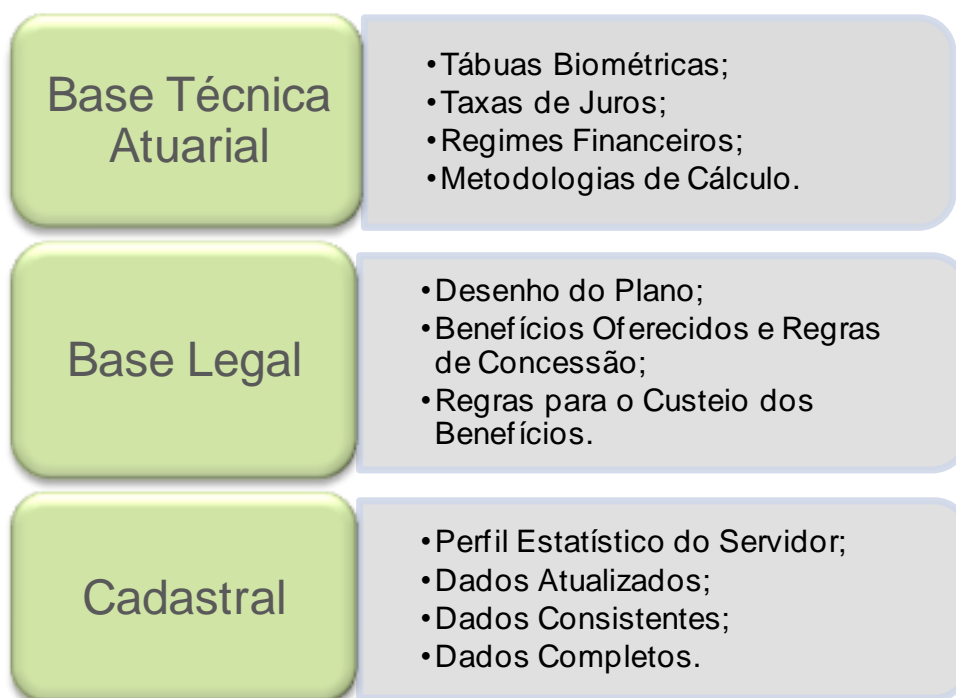 Base Técnica
Atuarial
•Tábuas Biométricas;
•Taxas de Juros;
•Regimes Financeiros;
•Metodologias de Cálculo.
Base Legal
•Desenho do Plano;
•Benefícios Oferecidos e Regras
de Concessão;
•Regras para o Custeio dos
Benefícios.
Cadastral
•Perfil Estatístico do Servidor;
•Dados Atualizados;
•Dados Consistentes;
•Dados Completos.